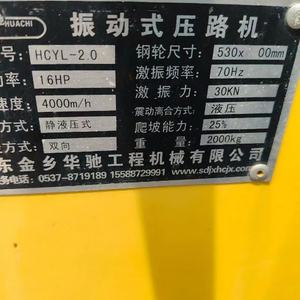 HUACHI 振动式压路机
号: HCYL-2.0 钢轮尺寸: 530x 00mm
功率: 16HP 激振频率: 70Hz
速度: 4000m/h 激振力: 30KN
方式: 静液压式 震动离合方式: 液压
方式: 双向 爬坡能力: 25%
重量: 2000kg
东金乡华驰工程机械有限公司
务电话: 0537-8719189 15588729991 www.sdjxhcjx.com